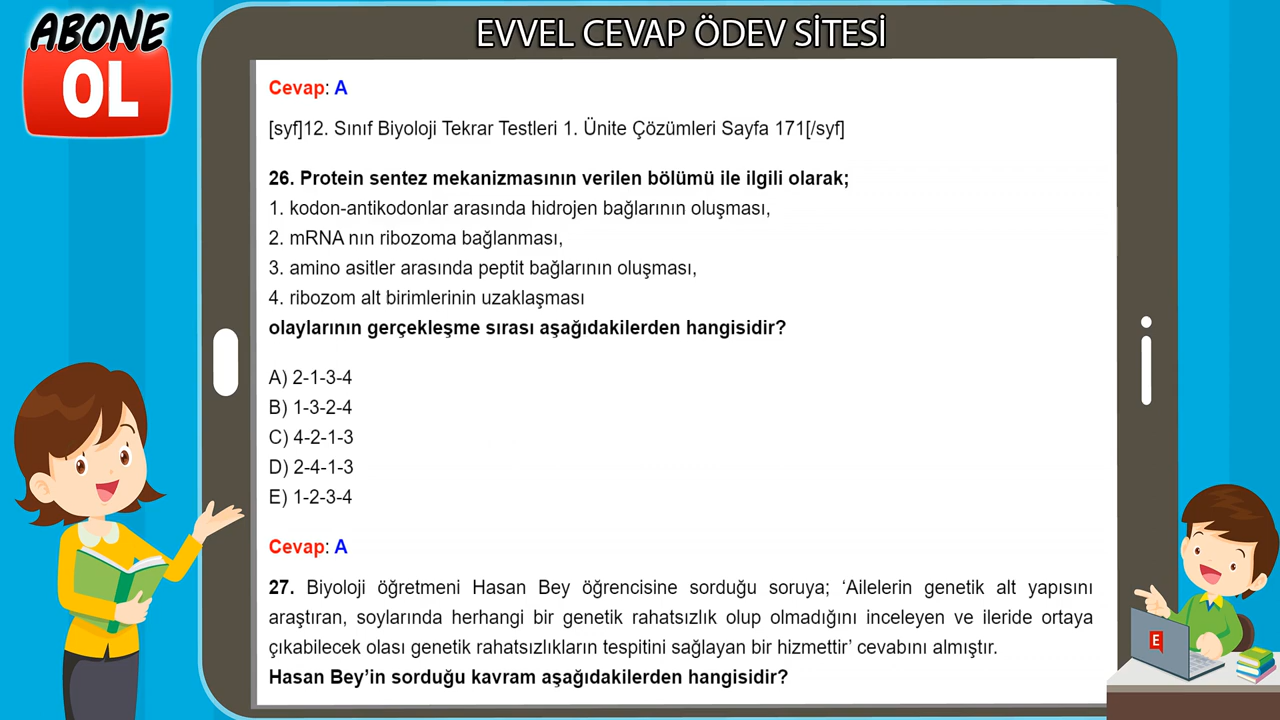 ABONE
OL
EVVEL CEVAP ÖDEV SİTESİ
Cevap: A
[syf]12. Sınıf Biyoloji Tekrar Testleri 1. Ünite Çözümleri Sayfa 171[/syf]
26. Protein sentez mekanizmasının verilen bölümü ile ilgili olarak;
1. kodon-antikodonlar arasında hidrojen bağlarının oluşması,
2. mRNA nın ribozoma bağlanması,
3. amino asitler arasında peptit bağlarının oluşması,
4. ribozom alt birimlerinin uzaklaşması
olaylarının gerçekleşme sırası aşağıdakilerden hangisidir?
A) 2-1-3-4
B) 1-3-2-4
C) 4-2-1-3
D) 2-4-1-3
E) 1-2-3-4
Cevap: A
27. Biyoloji öğretmeni Hasan Bey öğrencisine sorduğu soruya; ‘Ailelerin genetik alt yapısını
araştıran, soylarında herhangi bir genetik rahatsızlık olup olmadığını inceleyen ve ileride ortaya
çıkabilecek olası genetik rahatsızlıkların tespitini sağlayan bir hizmettir’ cevabını almıştır.
Hasan Bey’in sorduğu kavram aşağıdakilerden hangisidir?
E